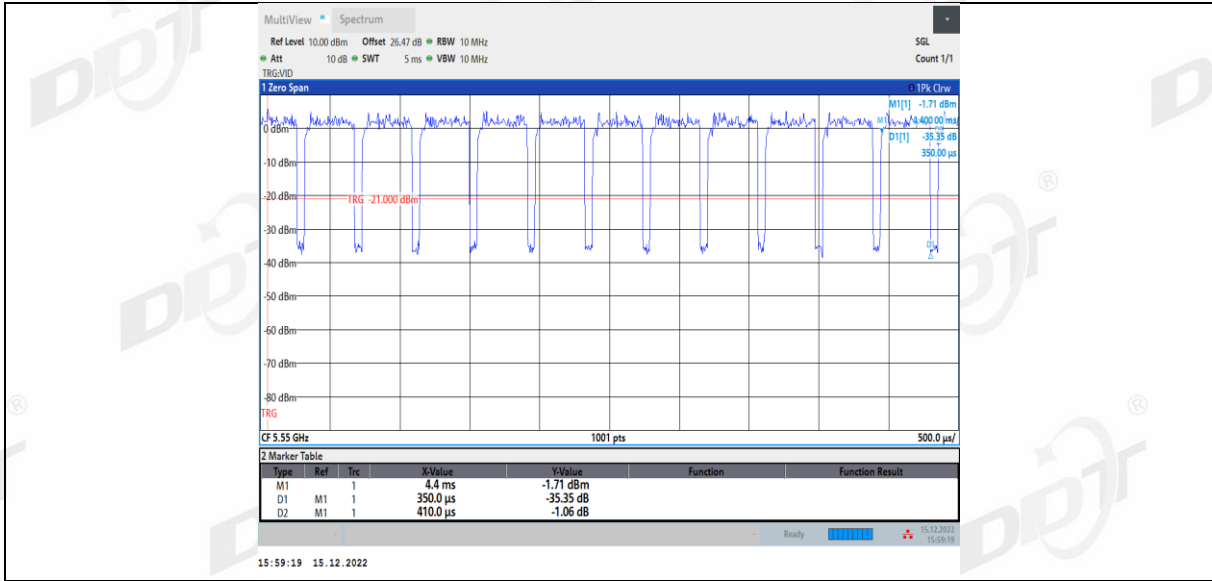 MultiView Spectrum
Ref Level 10.00 dBm Offset 26.47 dB RBW 10 MHz SGL
Att 10 dB SWT 5 ms VBW 10 MHz Count 1/1
TRG:VID
1 Zero Span 1Pk Clrw
M1[1] -1.71 dBm
M1 4.400 00 ms
0 dBm
D1[1] -35.35 dB
350.00 µs
-10 dBm
-20 dBm
TRG -21.000 dBm
-30 dBm
D1
-40 dBm
-50 dBm
-60 dBm
-70 dBm
-80 dBm
TRG
CF 5.55 GHz 1001 pts 500.0 µs/
2 Marker Table
Type Ref Trc X-Value Y-Value Function Function Result
M1 1 4.4 ms -1.71 dBm
D1 M1 1 350.0 µs -35.35 dB
D2 M1 1 410.0 µs -1.06 dB
Ready 15.12.2022
15:59:19
15:59:19 15.12.2022